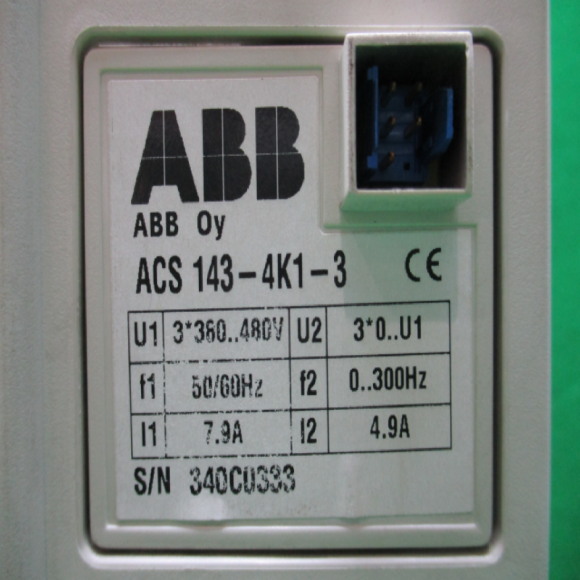 ABB
ABB Oy
ACS 143-4K1-3 CE
U1 3*380..480V U2 3*0..U1
f1 50/60Hz f2 0..300Hz
I1 7.9A I2 4.9A
S/N 340C0333